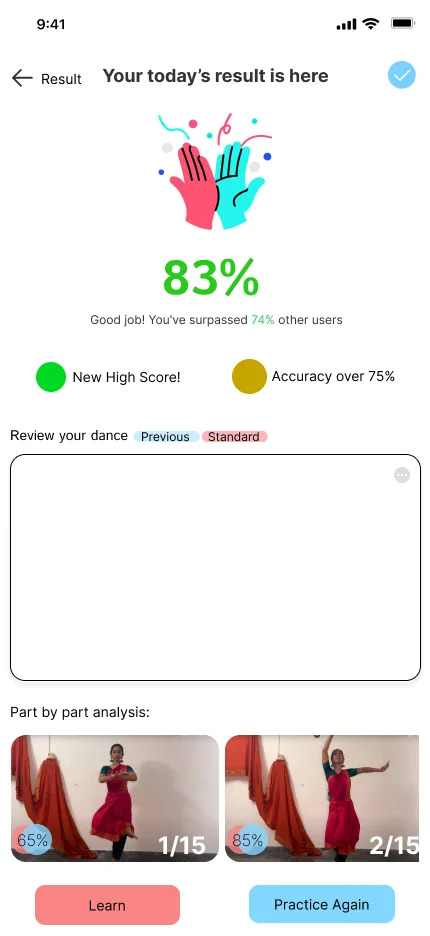 9:41
Result
Your today’s result is here
83%
Good job! You've surpassed 74% other users
New High Score!
Accuracy over 75%
Review your dance
Previous
Standard
Part by part analysis:
65%
1/15
85%
2/15
Learn
Practice Again